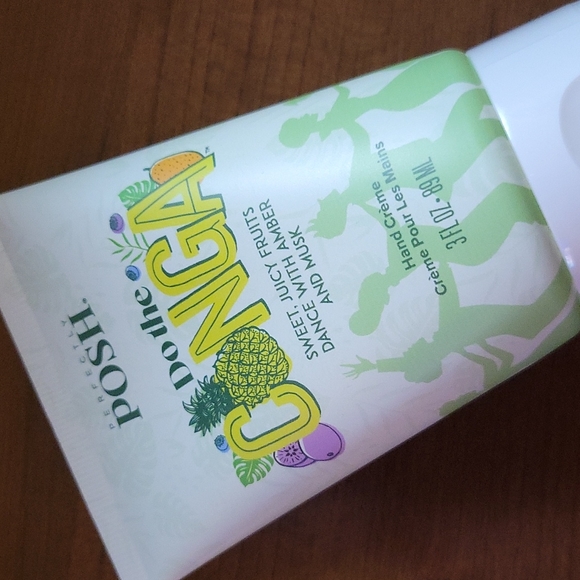 PERFECTLY
POSH.
Do the
CONGA™
SWEET, JUICY FRUITS
DANCE WITH AMBER
AND MUSK
Hand Crème
Crème Pour Les Mains
3 FL OZ • 89 ML